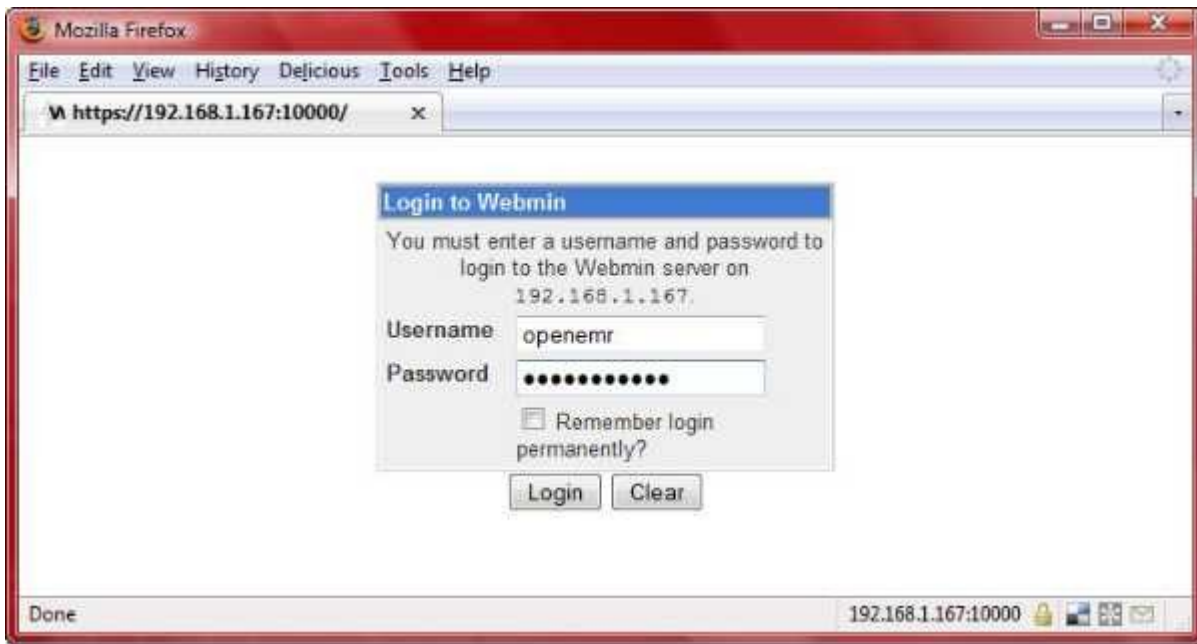 Mozilla Firefox
File Edit View History Delicious Tools Help
https://192.168.1.167:10000/
Login to Webmin
You must enter a username and password to
login to the Webmin server on
192.168.1.167.
Username openemr
Password •••••••••••
Remember login
permanently?
Login Clear
Done 192.168.1.167:10000